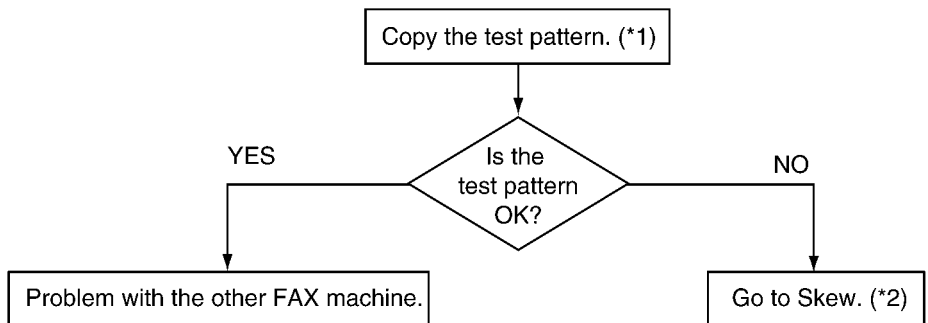 Copy the test pattern. (*1)
Is the
test pattern
OK?
YES
NO
Problem with the other FAX machine.
Go to Skew. (*2)